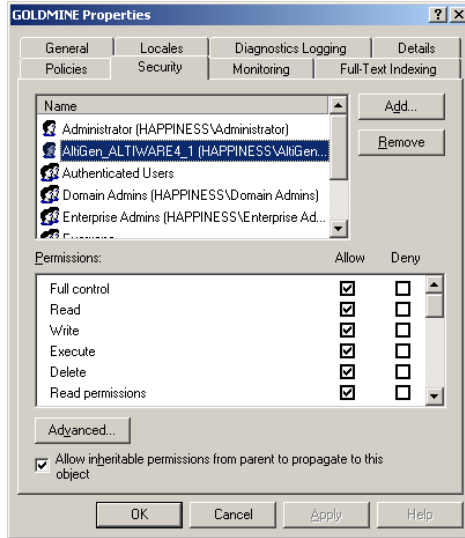 GOLDMINE Properties
General Locales Diagnostics Logging Details
Policies Security Monitoring Full-Text Indexing
Name
Administrator (HAPPINESS\Administrator)
AltiGen_ALTIWARE4_1 (HAPPINESS\AltiGen...
Authenticated Users
Domain Admins (HAPPINESS\Domain Admins)
Enterprise Admins (HAPPINESS\Enterprise Ad...
Add...
Remove
Permissions: Allow Deny
Full control
Read
Write
Execute
Delete
Read permissions
Advanced...
Allow inheritable permissions from parent to propagate to this
object
OK Cancel Apply Help